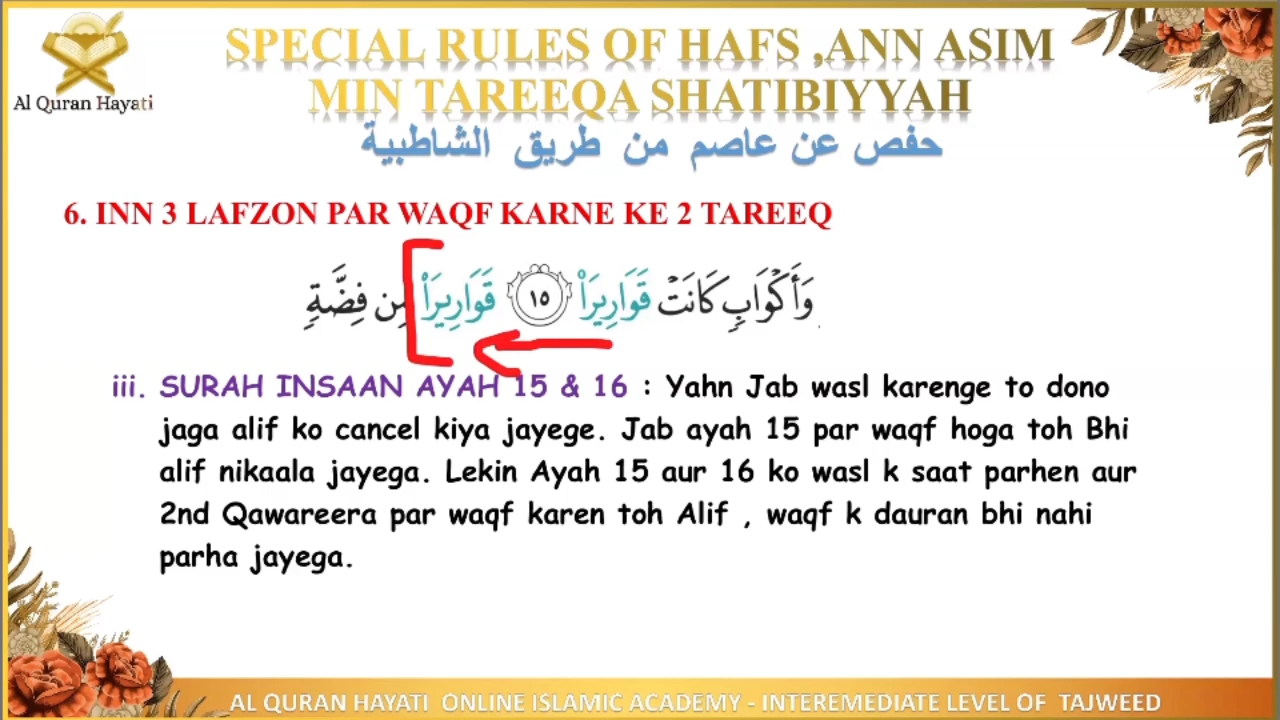 Al Quran Hayati
SPECIAL RULES OF HAFS ,ANN ASIM
MIN TAREEQA SHATIBIYYAH
حفص عن عاصم من طريق الشاطبية
6. INN 3 LAFZON PAR WAQF KARNE KE 2 TAREEQ
وَأَكْوَابٍ كَانَتْ قَوَارِيرَا۠ ١٥ قَوَارِيرَا۟ مِن فِضَّةٍ
iii. SURAH INSAAN AYAH 15 & 16 : Yahn Jab wasl karenge to dono
jaga alif ko cancel kiya jayege. Jab ayah 15 par waqf hoga toh Bhi
alif nikaala jayega. Lekin Ayah 15 aur 16 ko wasl k saat parhen aur
2nd Qawareera par waqf karen toh Alif , waqf k dauran bhi nahi
parha jayega.
AL QURAN HAYATI ONLINE ISLAMIC ACADEMY - INTEREMEDIATE LEVEL OF TAJWEED